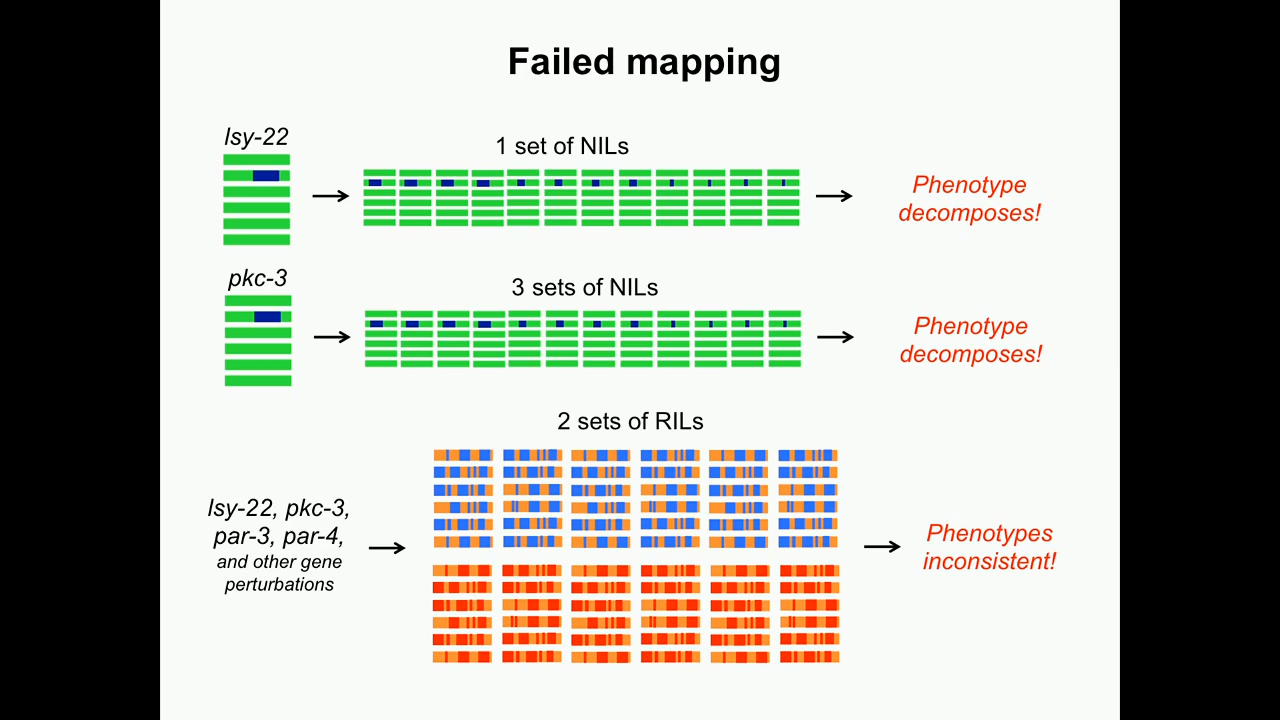 Failed mapping
lsy-22
1 set of NILs
Phenotype
decomposes!
pkc-3
3 sets of NILs
Phenotype
decomposes!
2 sets of RILs
lsy-22, pkc-3,
par-3, par-4,
and other gene
perturbations
Phenotypes
inconsistent!